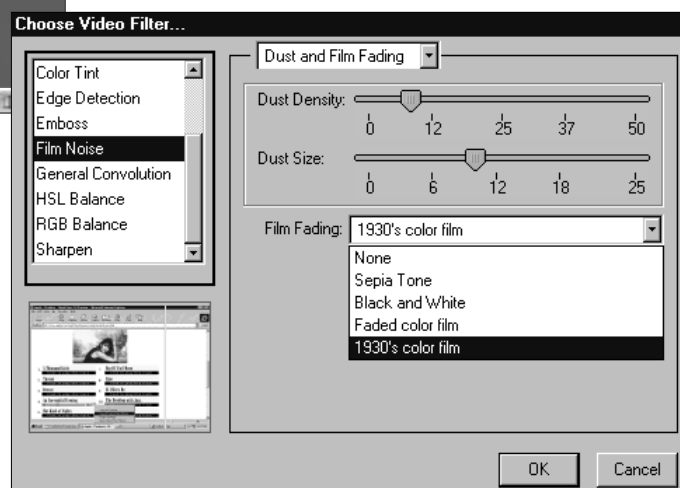 Choose Video Filter...
Color Tint
Edge Detection
Emboss
Film Noise
General Convolution
HSL Balance
RGB Balance
Sharpen
Dust and Film Fading
Dust Density:
0 12 25 37 50
Dust Size:
0 6 12 18 25
Film Fading: 1930's color film
None
Sepia Tone
Black and White
Faded color film
1930's color film
OK Cancel